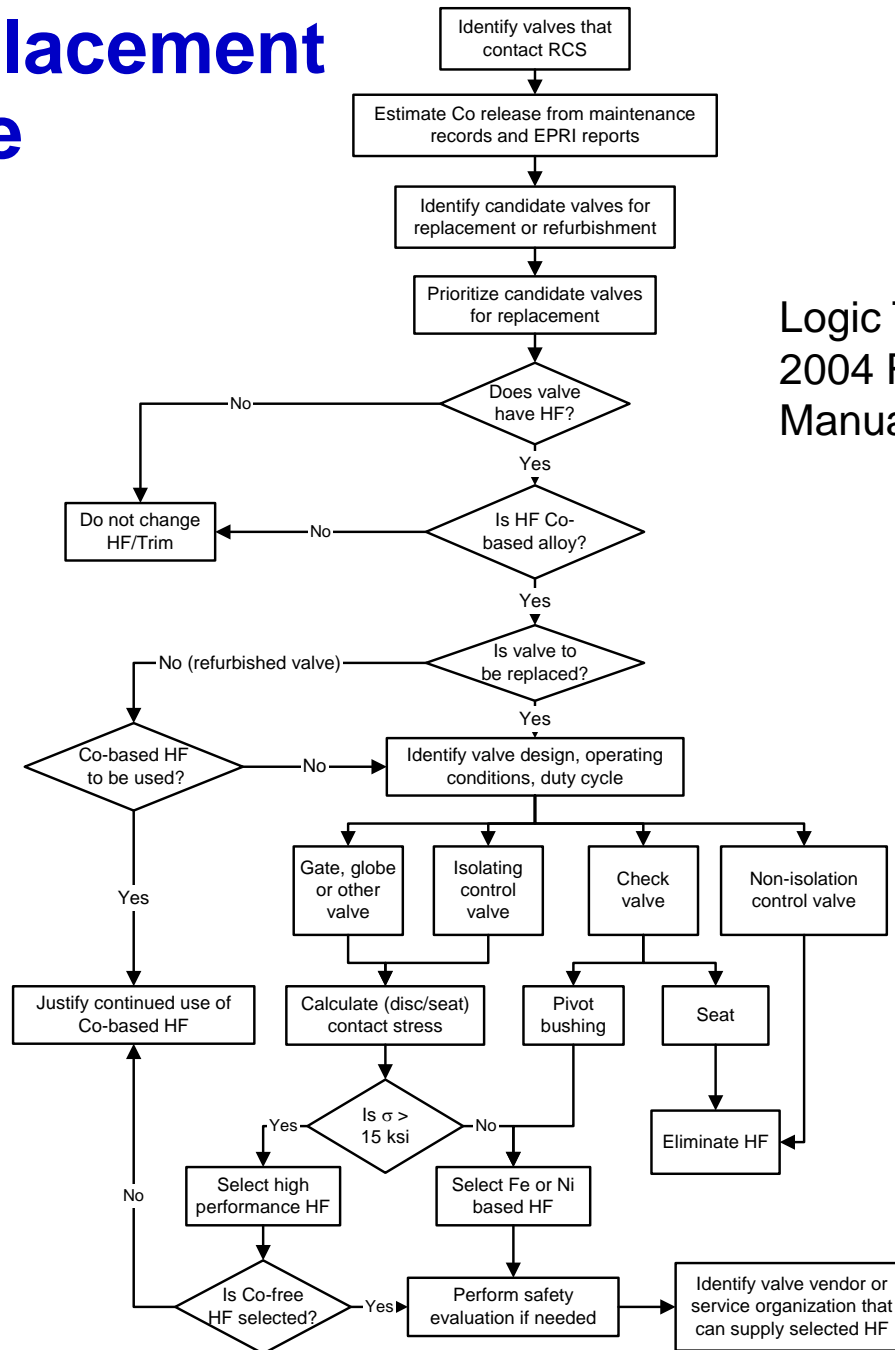 lacement
e
Identify valves that
contact RCS
Estimate Co release from maintenance
records and EPRI reports
Identify candidate valves for
replacement or refurbishment
Prioritize candidate valves
for replacement
Logic
2004
Manua
Does valve
have HF?
No
Yes
Do not change
HF/Trim
No
Is HF Co-
based alloy?
Yes
No (refurbished valve)
Is valve to
be replaced?
Yes
Co-based HF
to be used?
No
Identify valve design, operating
conditions, duty cycle
Yes
Gate, globe
or other
valve
Isolating
control
valve
Check
valve
Non-isolation
control valve
Justify continued use of
Co-based HF
Calculate (disc/seat)
contact stress
Pivot
bushing
Seat
Yes
Is σ >
15 ksi
No
Eliminate HF
No
Select high
performance HF
Select Fe or Ni
based HF
Is Co-free
HF selected?
Yes
Perform safety
evaluation if needed
Identify valve vendor or
service organization that
can supply selected HF